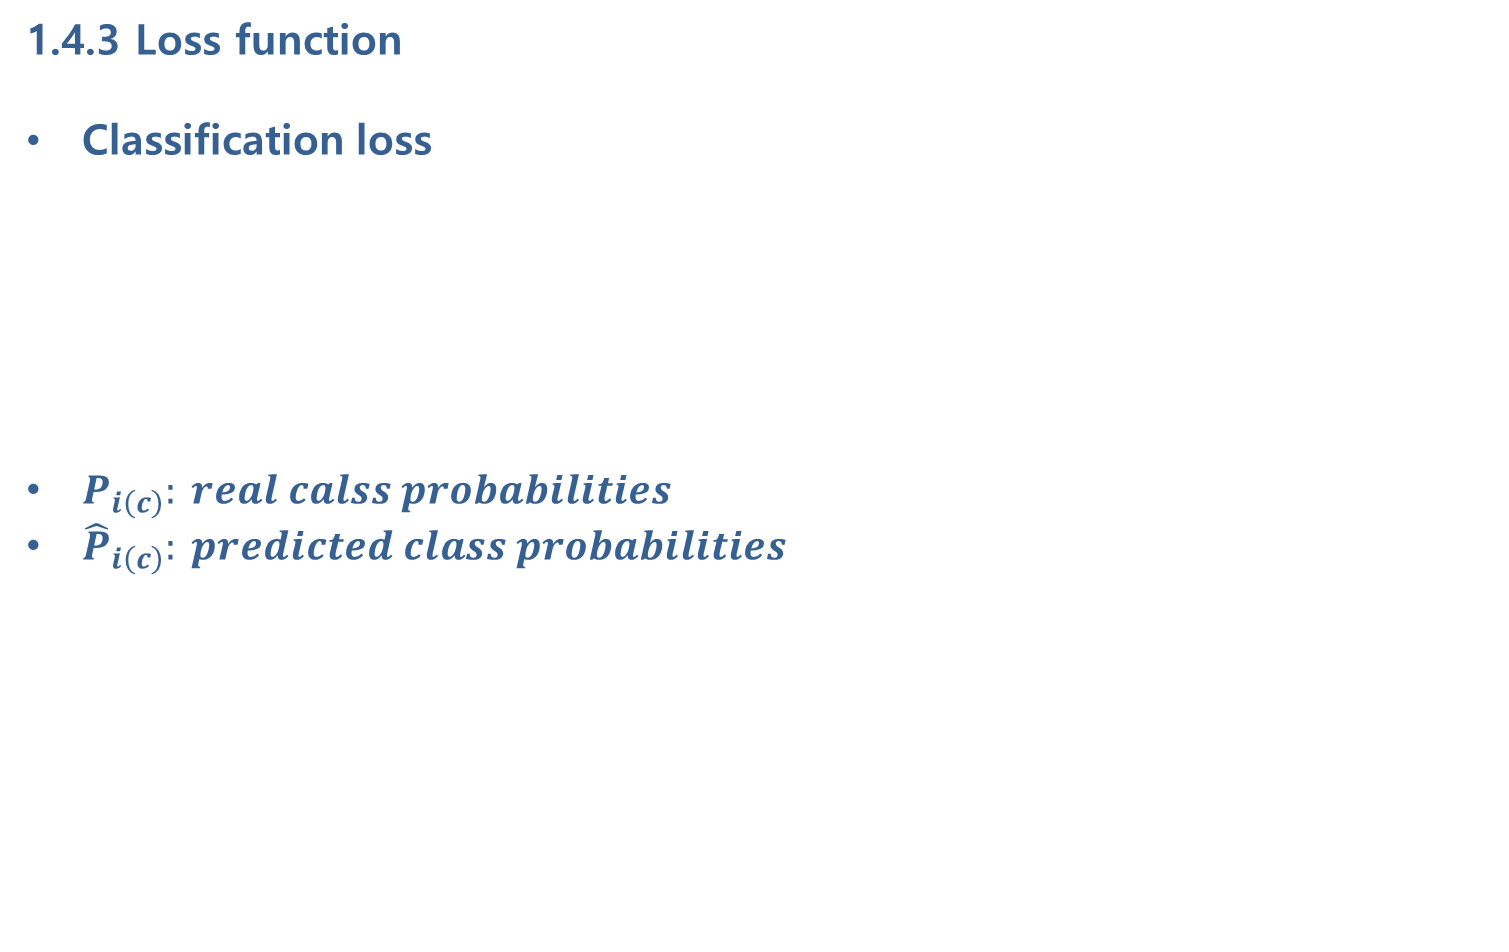 1.4.3 Loss function
• Classification loss
• P_i(c): real calss probabilities
• P̂_i(c): predicted class probabilities